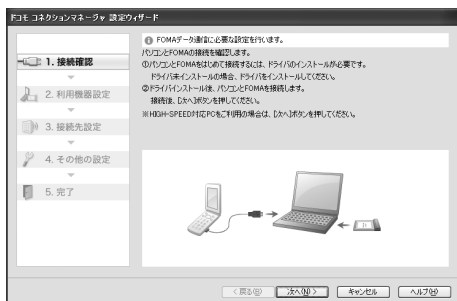 ドコモ コネクションマネージャ 設定ウィザード
FOMAデータ通信に必要な設定を行います。
パソコンとFOMAの接続を確認します。
①パソコンとFOMAをはじめて接続するには、ドライバのインストールが必要です。
ドライバ未インストールの場合、ドライバをインストールしてください。
②ドライバインストール後、パソコンとFOMAを接続します。
接続後、[次へ]ボタンを押してください。
※HIGH-SPEED対応PCをご利用の場合は、[次へ]ボタンを押してください。
1. 接続確認
2. 利用機器設定
3. 接続先設定
4. その他の設定
5. 完了
< 戻る(B)
次へ(N) >
キャンセル
ヘルプ(H)